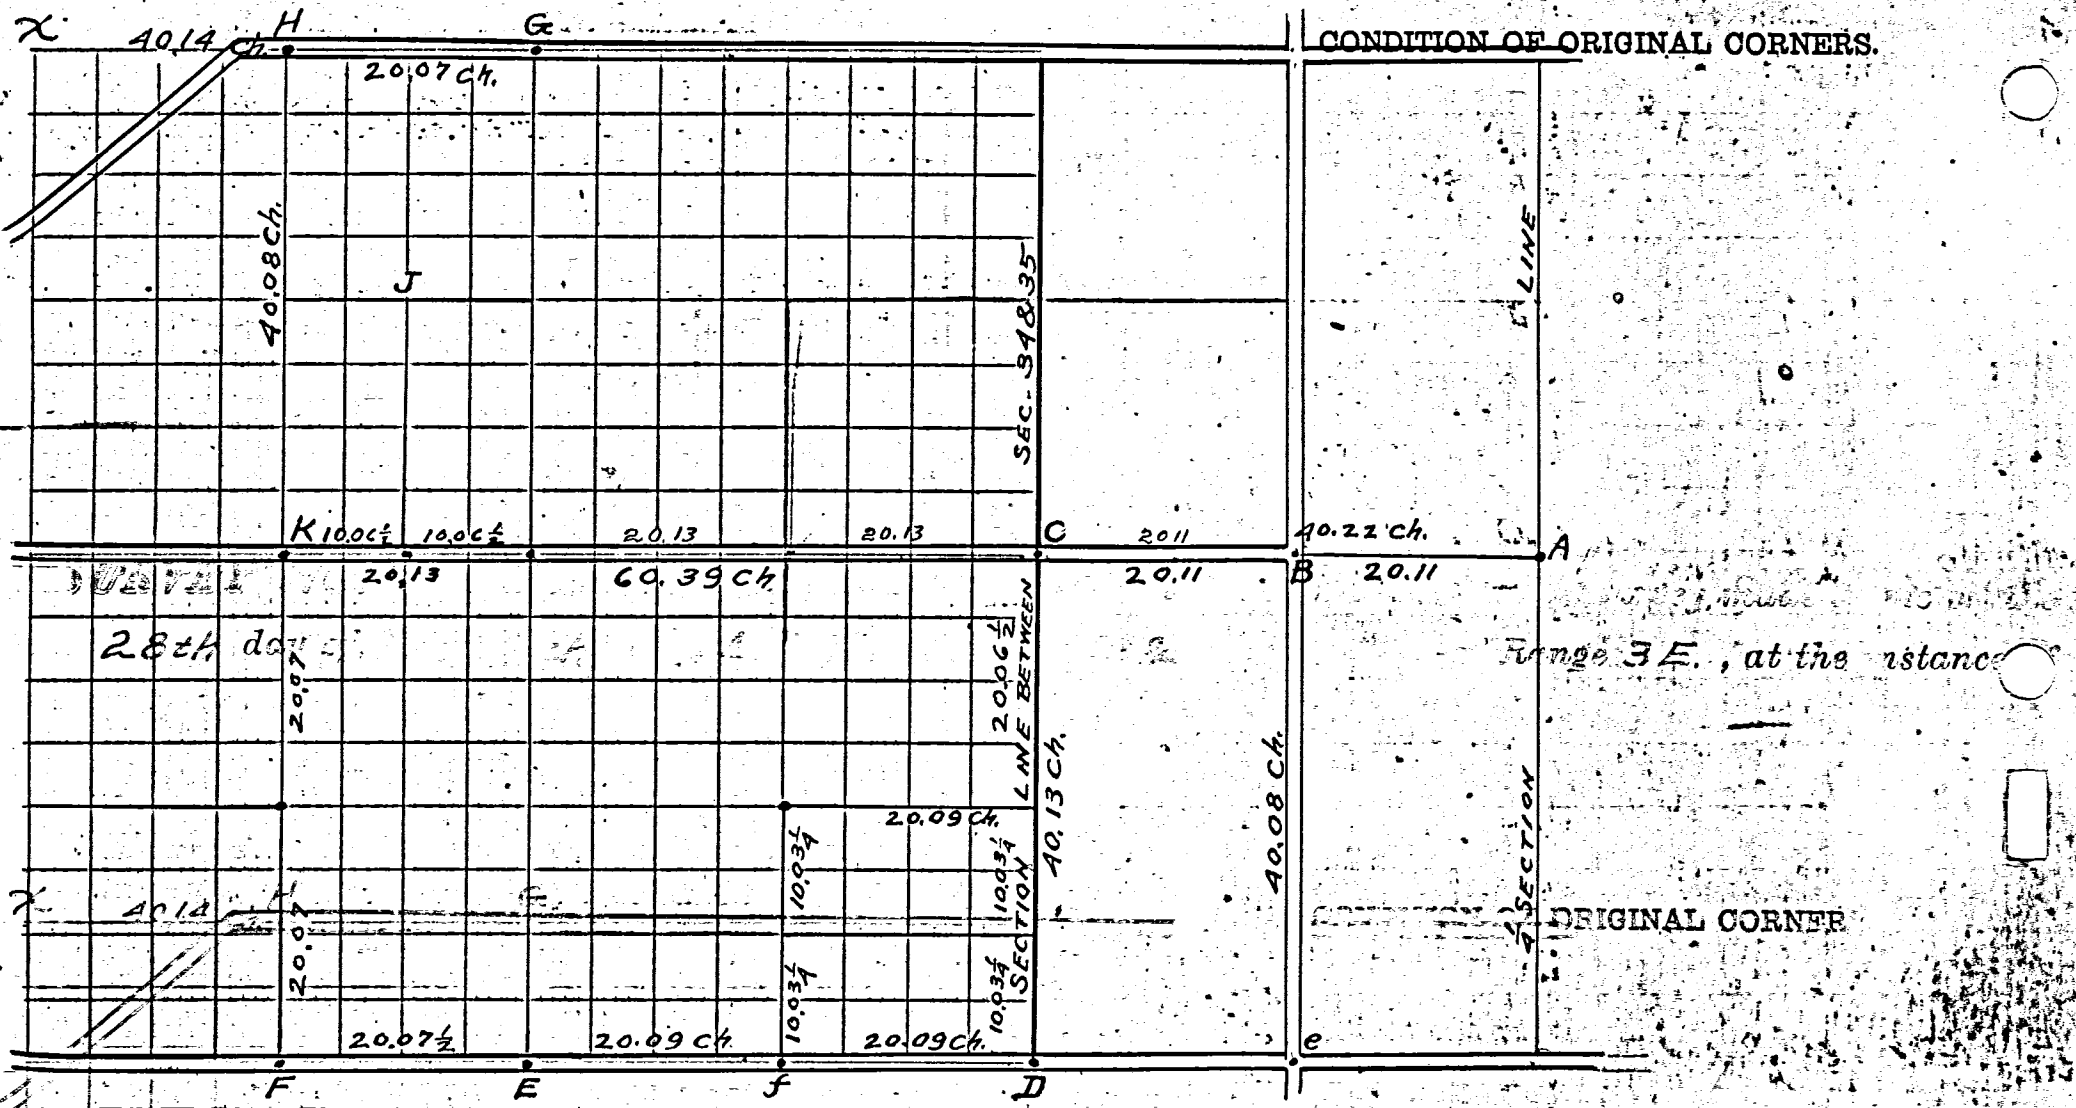 X 40.14 Ch. H G CONDITION OF ORIGINAL CORNERS.
20.07 Ch.
40.08 Ch.
J
SEC. 34 & 35
LINE
K 10.06½ 10.06½ 20.13 20.13 C 20 11 40.22 Ch. A
20.13 60.39 Ch. 20.11 B 20.11
28th day of Range 3 E., at the
20.07
20.06½
LINE BETWEEN
40.13 Ch.
40.08 Ch.
20.09 Ch.
10.03¼ 10.03¼
SECTION
¼ SECTION
X 40 14 H G ORIGINAL CORNER
20.07
10.03¼ 10.03¼
20.07½ 20.09 Ch. 20.09 Ch. e
F E f D